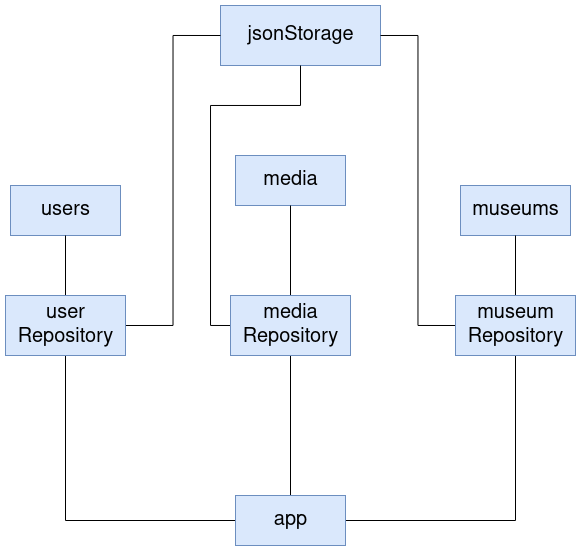 jsonStorage
media
users
museums
user
Repository
media
Repository
museum
Repository
app